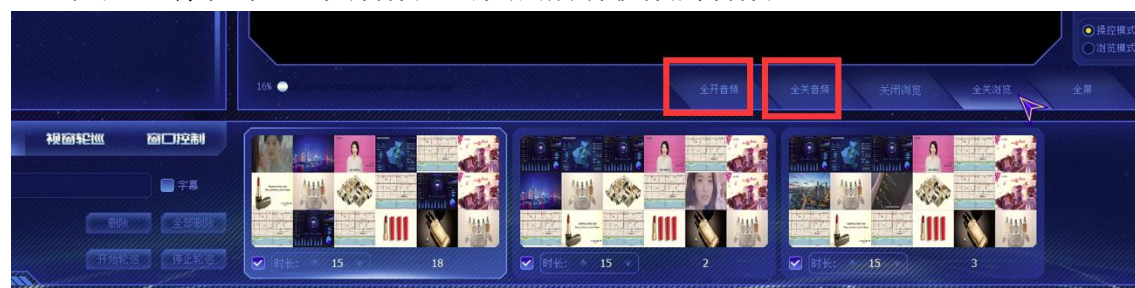 操控模式
浏览模式
16%
全开音频
全关音频
关闭浏览
全关浏览
全屏
视窗轮巡
窗口控制
字幕
删除
全部删除
开始轮巡
停止轮巡
时长: 15 18
时长: 15 2
时长: 15 3